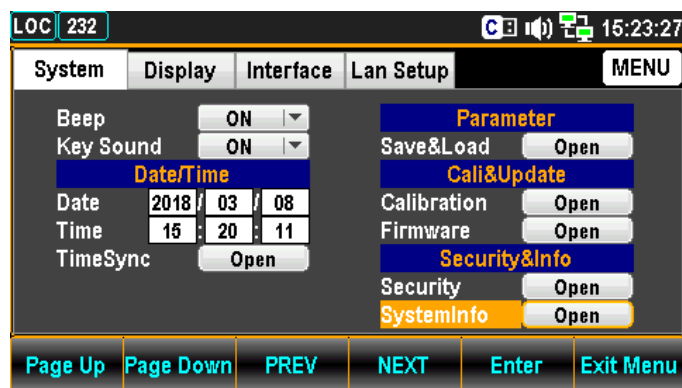 LOC 232 C 15:23:27
System Display Interface Lan Setup MENU
Beep ON
Key Sound ON
Date/Time
Date 2018 / 03 / 08
Time 15 : 20 : 11
TimeSync Open
Parameter
Save&Load Open
Cali&Update
Calibration Open
Firmware Open
Security&Info
Security Open
SystemInfo Open
Page Up Page Down PREV NEXT Enter Exit Menu